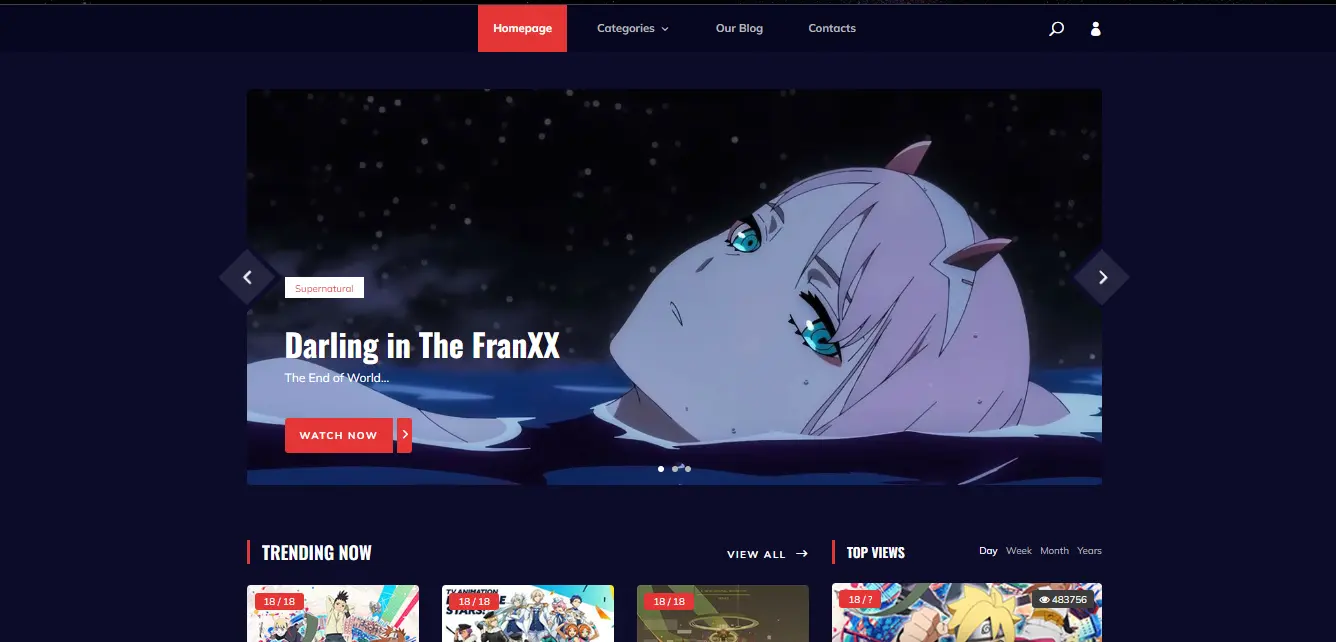 Homepage
Categories
Our Blog
Contacts
Supernatural
Darling in The FranXX
The End of World...
WATCH NOW
TRENDING NOW
VIEW ALL
TOP VIEWS
Day Week Month Years
18 / 18
TV ANIMATION
STARS!
18 / 18
18 / 18
18 / ?
483756